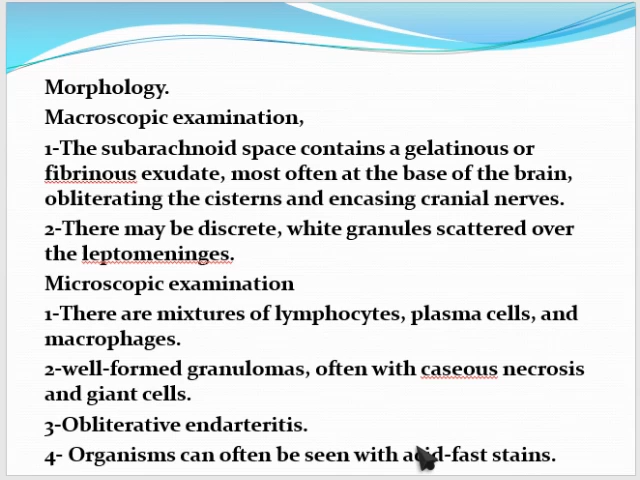 Morphology.
Macroscopic examination,
1-The subarachnoid space contains a gelatinous or
fibrinous exudate, most often at the base of the brain,
obliterating the cisterns and encasing cranial nerves.
2-There may be discrete, white granules scattered over
the leptomeninges.
Microscopic examination
1-There are mixtures of lymphocytes, plasma cells, and
macrophages.
2-well-formed granulomas, often with caseous necrosis
and giant cells.
3-Obliterative endarteritis.
4- Organisms can often be seen with acid-fast stains.